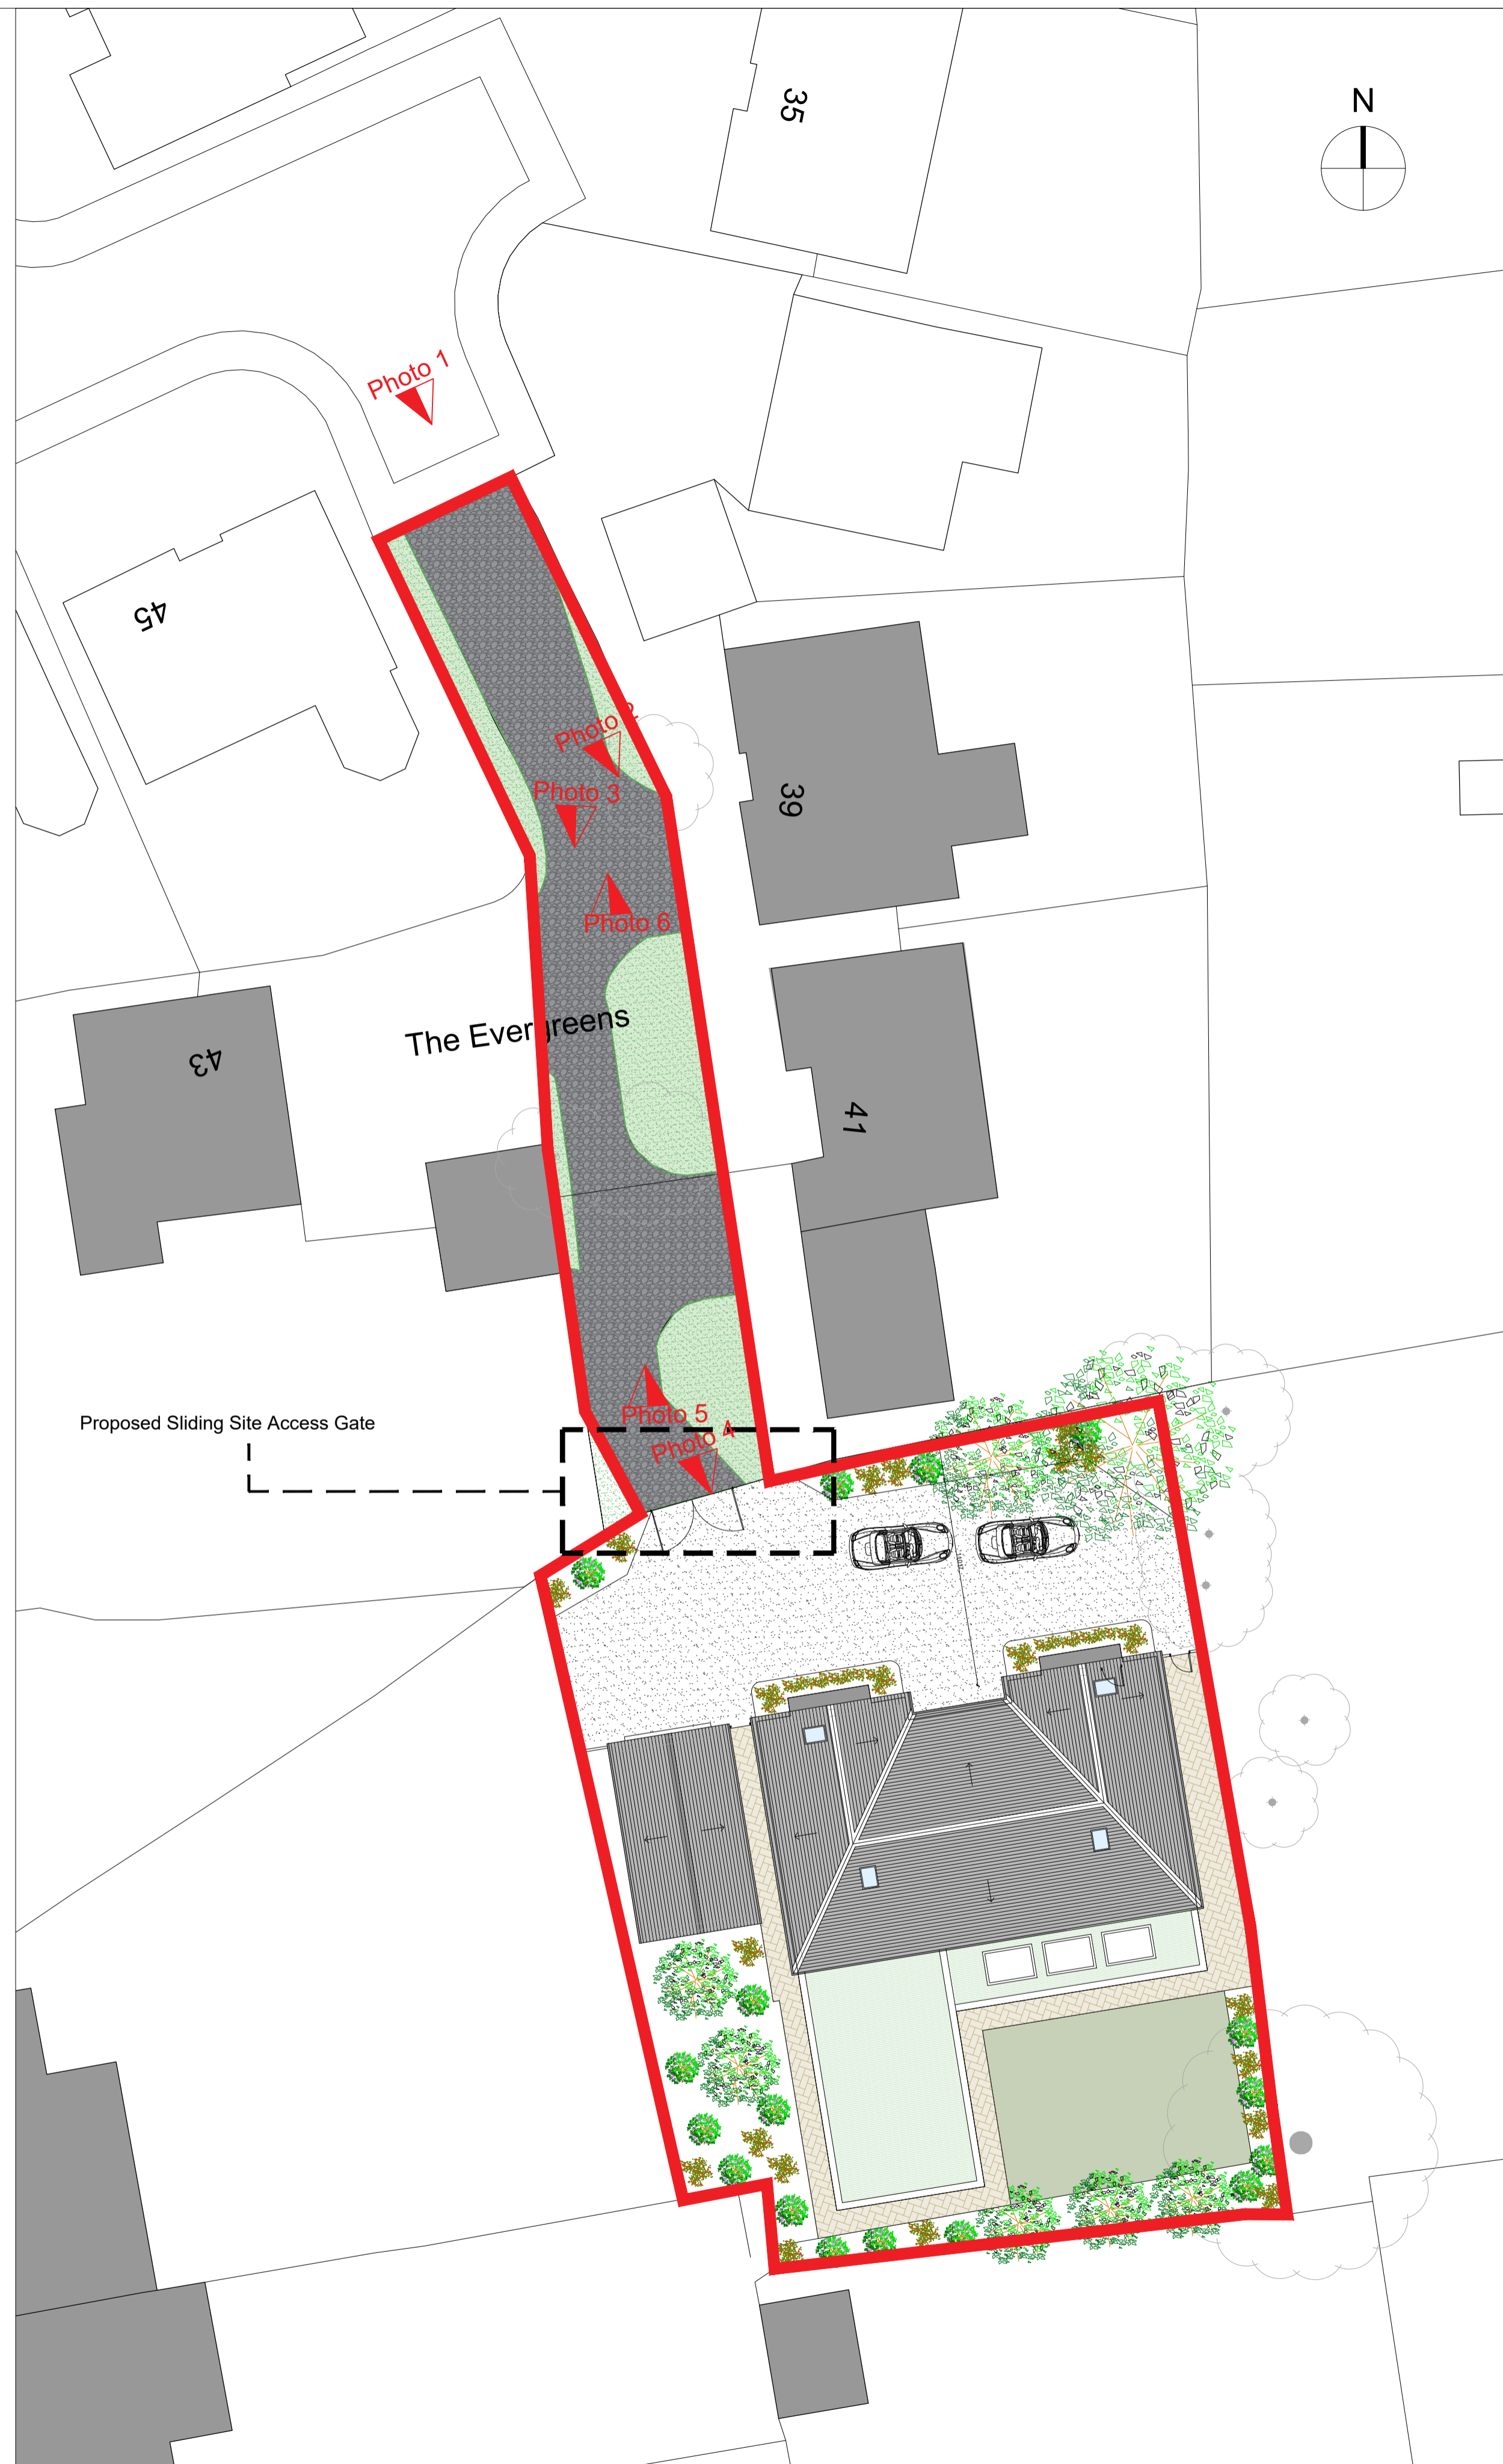 35
N
Photo 1
45
Photo 2
Photo 3
39
Photo 6
The Evergreens
43
41
Photo 5
Proposed Sliding Site Access Gate
Photo 4